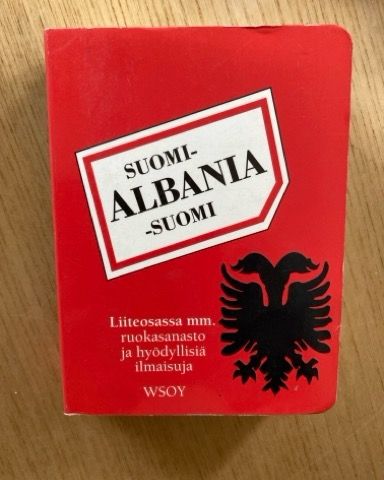 SUOMI-
ALBANIA
-SUOMI
Liiteosassa mm.
ruokasanasto
ja hyödyllisiä
ilmaisuja
WSOY